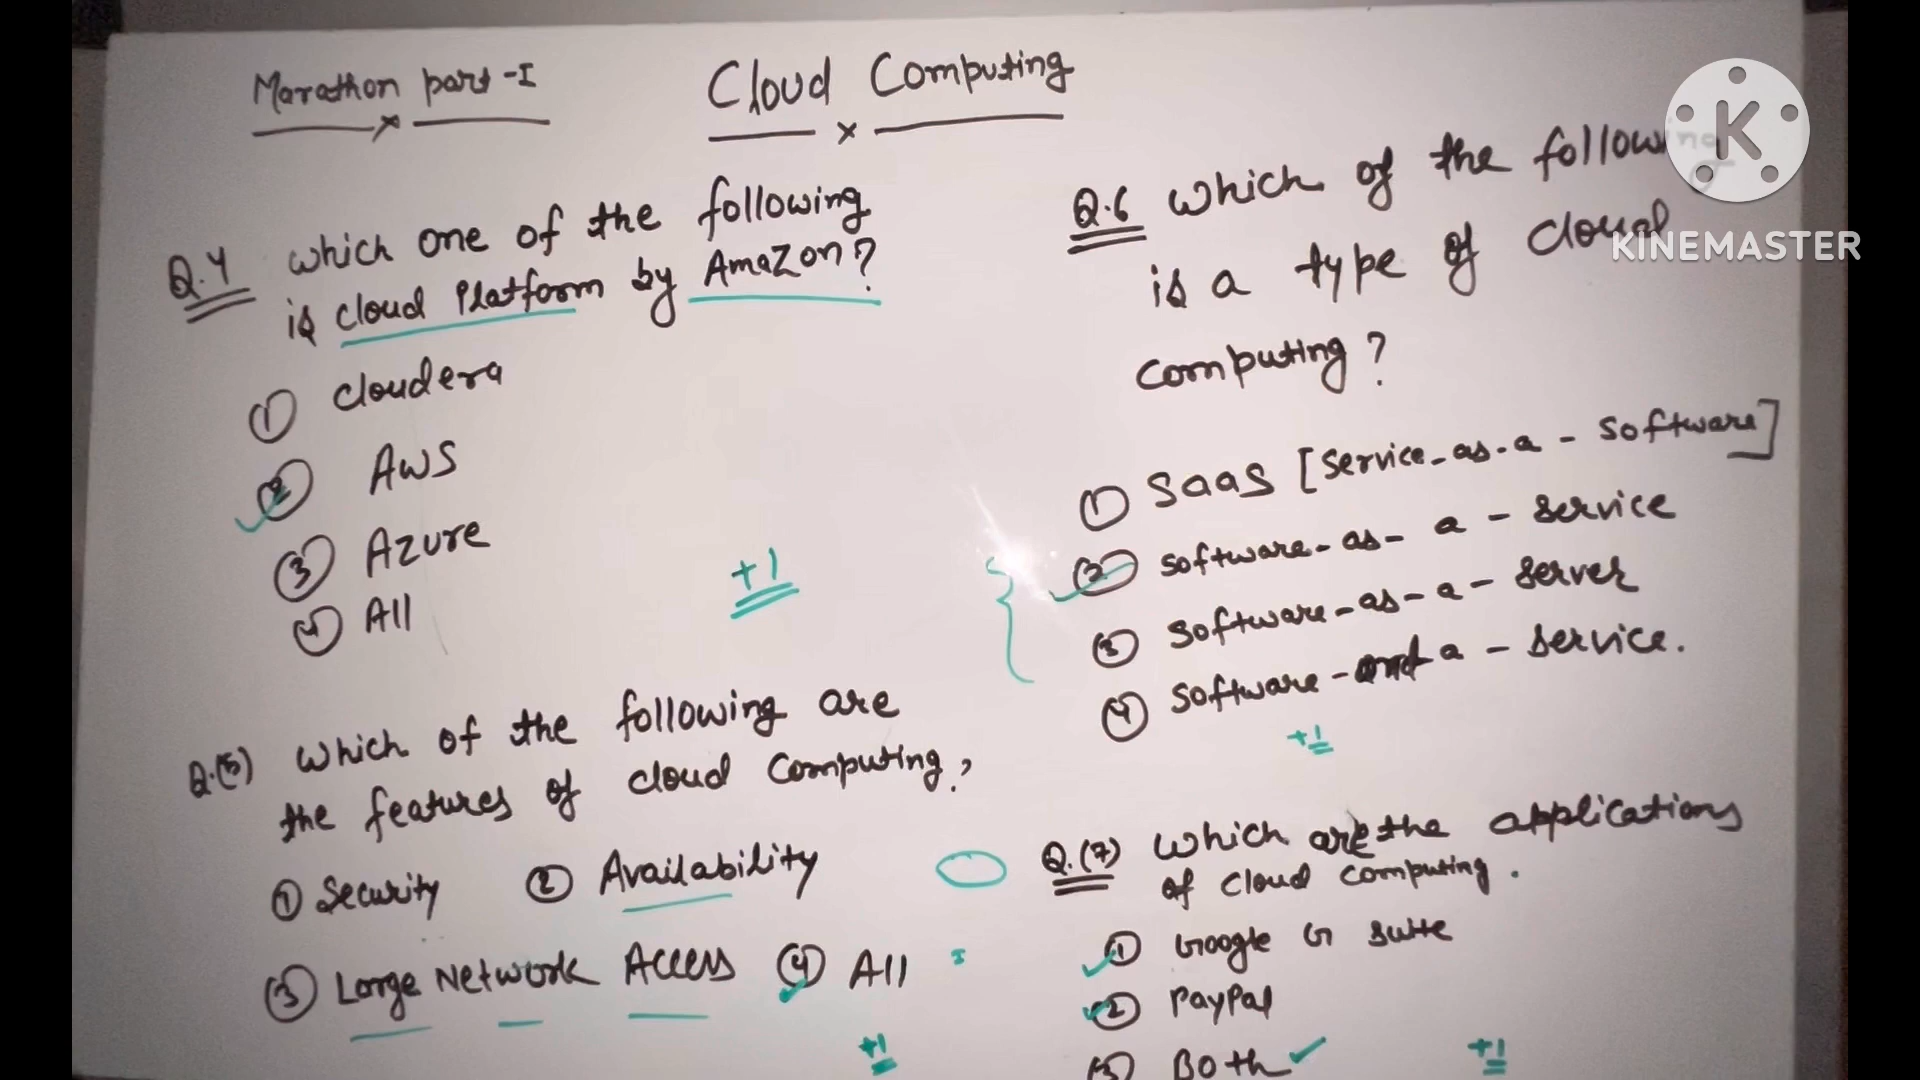 Marathon part-I
Cloud Computing
Q.4 which one of the following
is cloud Platform by Amazon?
① cloudera
② AWS
③ Azure
④ All
+1
Q.(5) which of the following are
the features of cloud computing,
① Security ② Availability
③ Large Network Access ④ All
+1
Q.6 which of the following
is a type of cloud
computing?
① SaaS [Service-as-a-Software]
② Software-as-a-Service
③ Software-as-a-Server
④ Software-and-a-Service.
+1
Q.(7) which are the applications
of cloud computing.
① Google G Suite
② PayPal
③ Both
+1
K
KINEMASTER